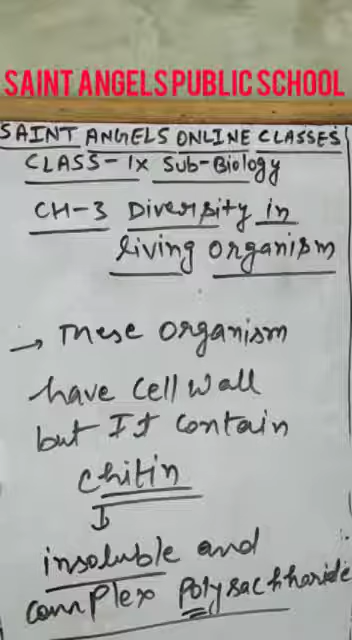 SAINT ANGELS PUBLIC SCHOOL
SAINT ANGELS ONLINE CLASSES
CLASS-IX Sub-Biology
CH-3 Diversity in
living organism
→ These organism
have cell wall
but It contain
chitin
insoluble and
complex polysachharide